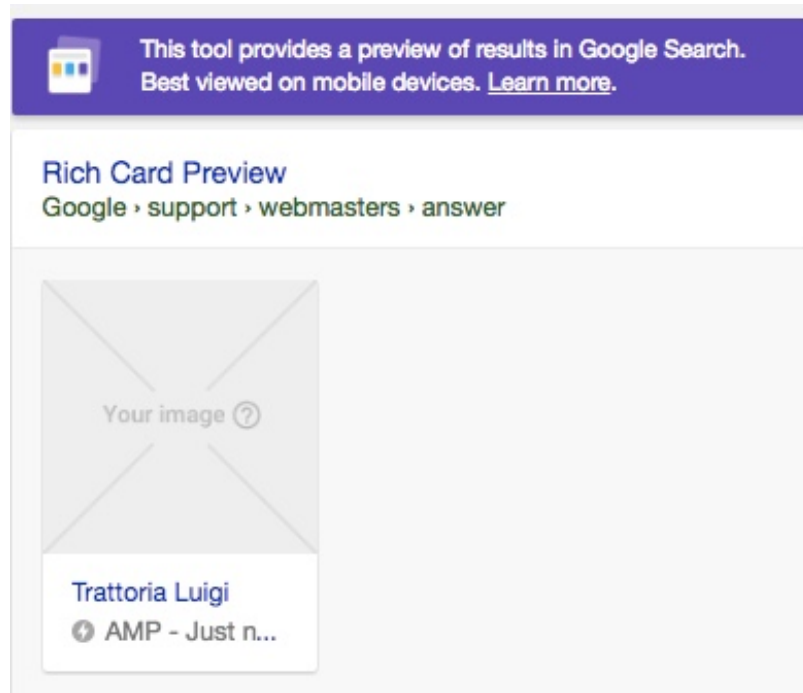 This tool provides a preview of results in Google Search.
Best viewed on mobile devices. Learn more.
Rich Card Preview
Google › support › webmasters › answer
Your image ?
Trattoria Luigi
AMP - Just n...